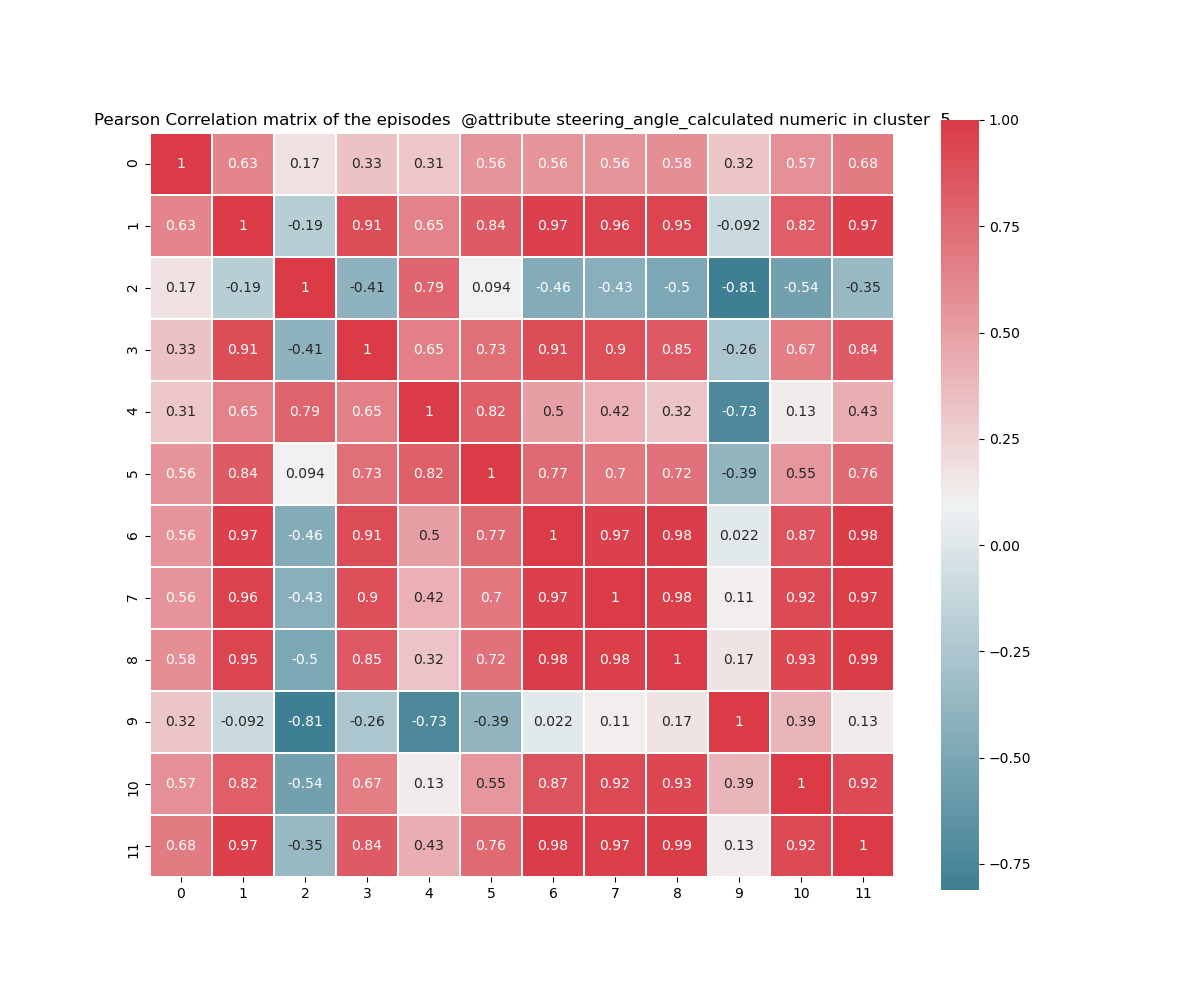 Pearson Correlation matrix of the episodes  @attribute steering_angle_calculated numeric in cluster  5
0 1 0.63 0.17 0.33 0.31 0.56 0.56 0.56 0.58 0.32 0.57 0.68
1 0.63 1 -0.19 0.91 0.65 0.84 0.97 0.96 0.95 -0.092 0.82 0.97
2 0.17 -0.19 1 -0.41 0.79 0.094 -0.46 -0.43 -0.5 -0.81 -0.54 -0.35
3 0.33 0.91 -0.41 1 0.65 0.73 0.91 0.9 0.85 -0.26 0.67 0.84
4 0.31 0.65 0.79 0.65 1 0.82 0.5 0.42 0.32 -0.73 0.13 0.43
5 0.56 0.84 0.094 0.73 0.82 1 0.77 0.7 0.72 -0.39 0.55 0.76
6 0.56 0.97 -0.46 0.91 0.5 0.77 1 0.97 0.98 0.022 0.87 0.98
7 0.56 0.96 -0.43 0.9 0.42 0.7 0.97 1 0.98 0.11 0.92 0.97
8 0.58 0.95 -0.5 0.85 0.32 0.72 0.98 0.98 1 0.17 0.93 0.99
9 0.32 -0.092 -0.81 -0.26 -0.73 -0.39 0.022 0.11 0.17 1 0.39 0.13
10 0.57 0.82 -0.54 0.67 0.13 0.55 0.87 0.92 0.93 0.39 1 0.92
11 0.68 0.97 -0.35 0.84 0.43 0.76 0.98 0.97 0.99 0.13 0.92 1
0 1 2 3 4 5 6 7 8 9 10 11
1.00
0.75
0.50
0.25
0.00
−0.25
−0.50
−0.75